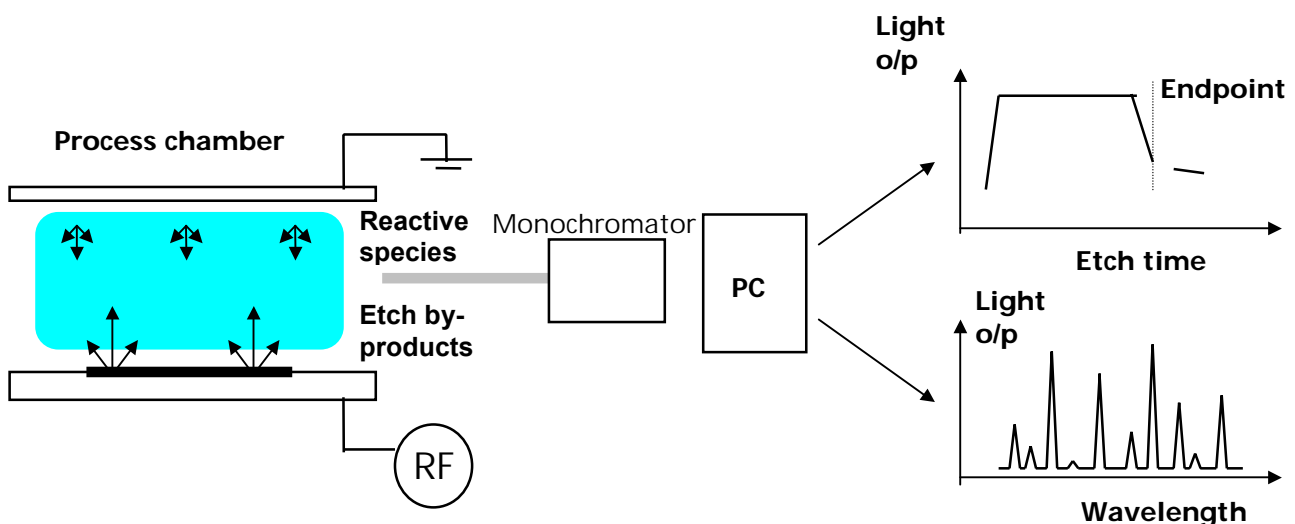 Light
o/p
Endpoint
Process chamber
Reactive
species
Monochromator
Etch by-
products
PC
RF
Etch time
Light
o/p
Wavelength